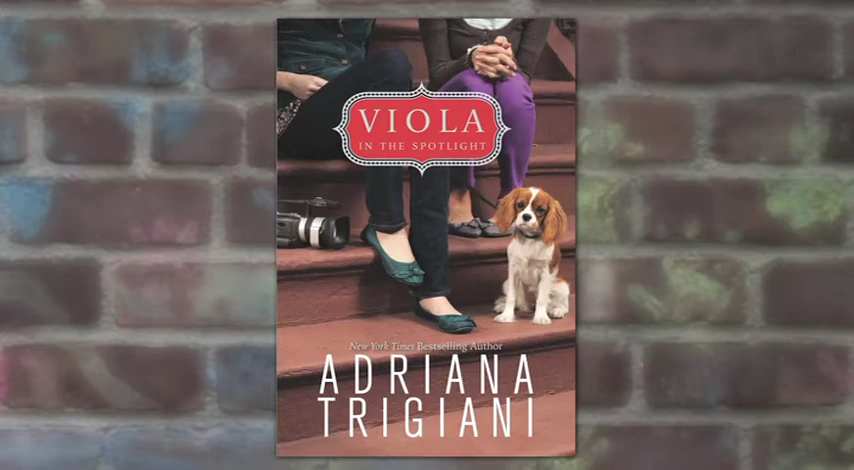 VIOLA
IN THE SPOTLIGHT
New York Times Bestselling Author
ADRIANA
TRIGIANI